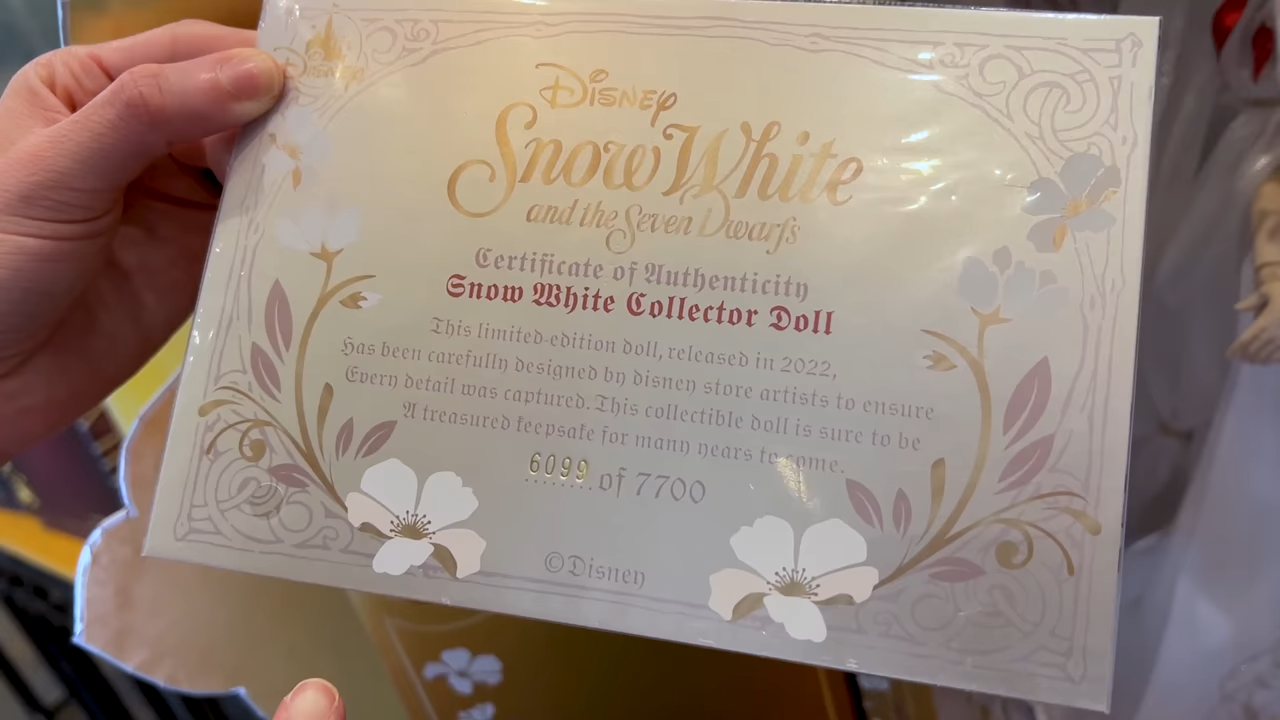 Disney
Disney
Snow White
and the Seven Dwarfs
Certificate of Authenticity
Snow White Collector Doll
This limited-edition doll, released in 2022,
Has been carefully designed by disney store artists to ensure
Every detail was captured. This collectible doll is sure to be
A treasured keepsake for many years to come.
6099 of 7700
©Disney